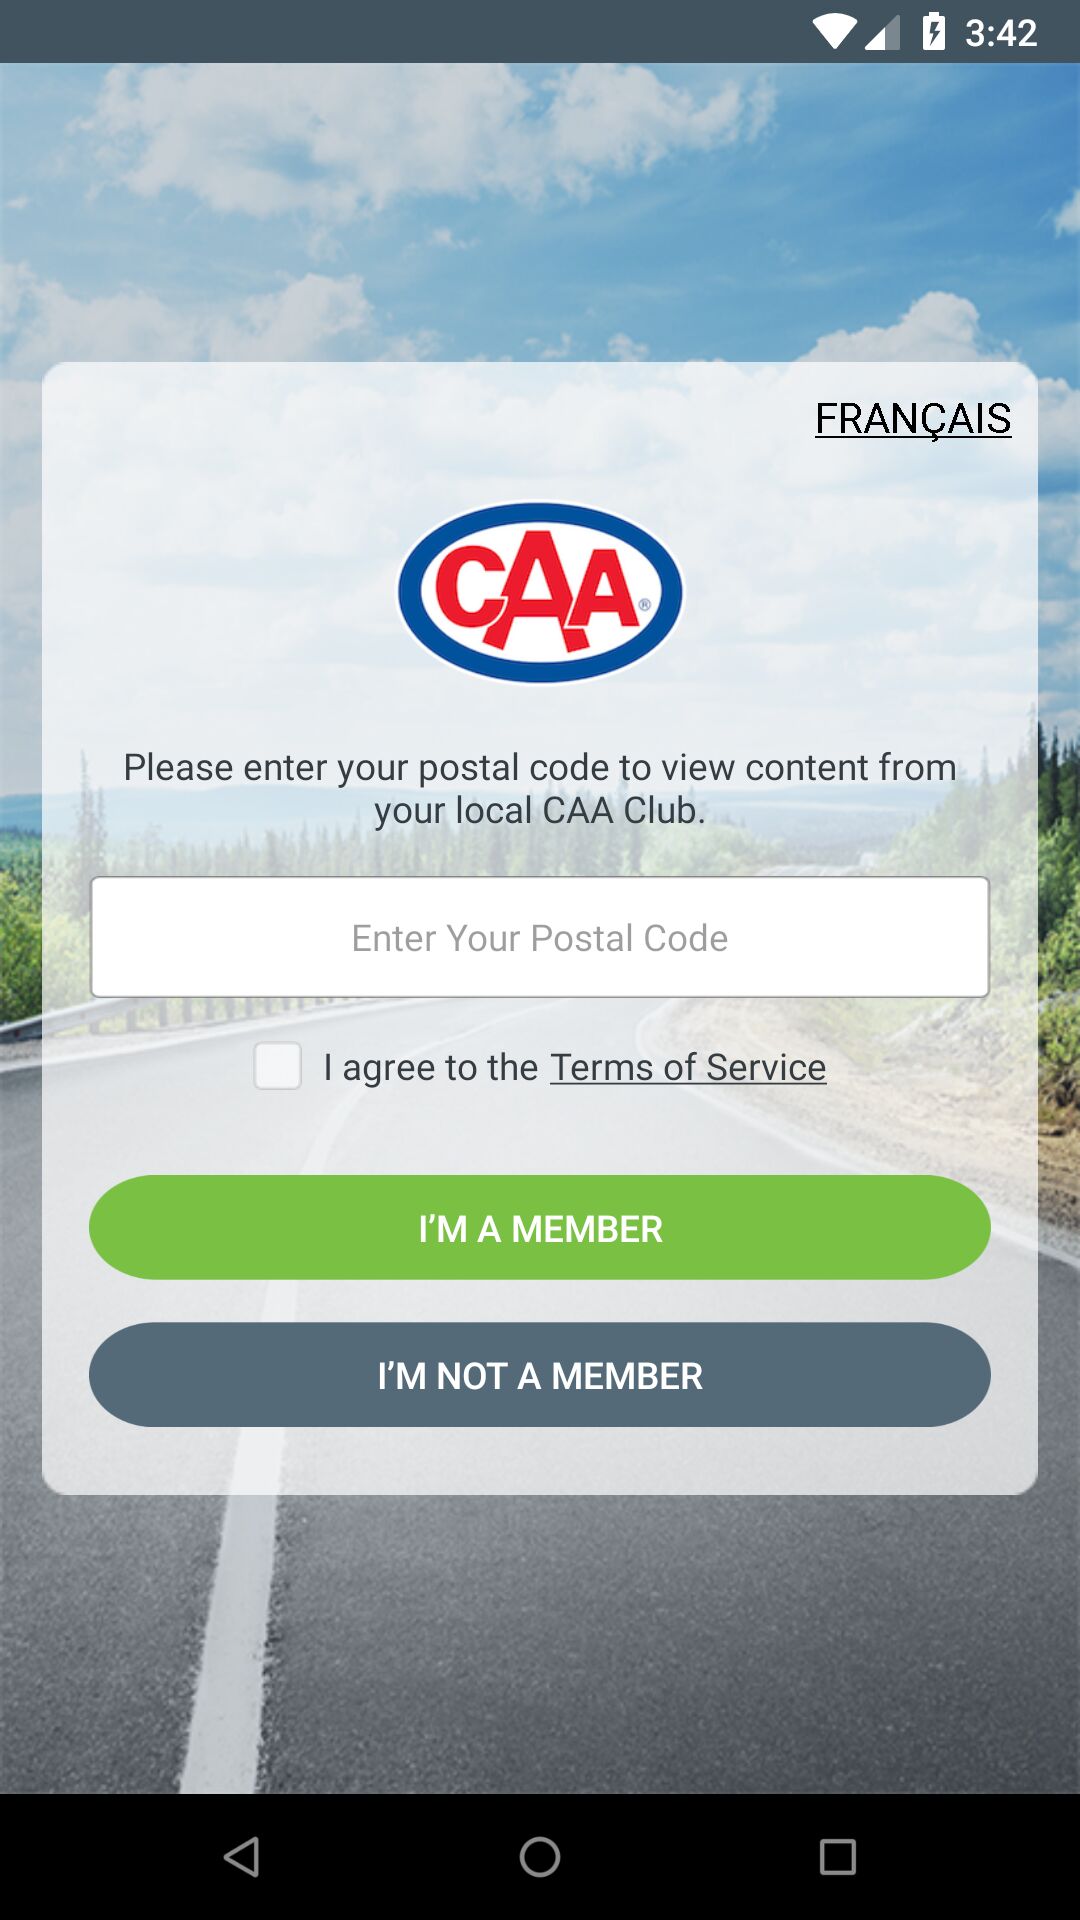 3:42
FRANÇAIS
CAA®
Please enter your postal code to view content from
your local CAA Club.
Enter Your Postal Code
I agree to the Terms of Service
I’M A MEMBER
I’M NOT A MEMBER